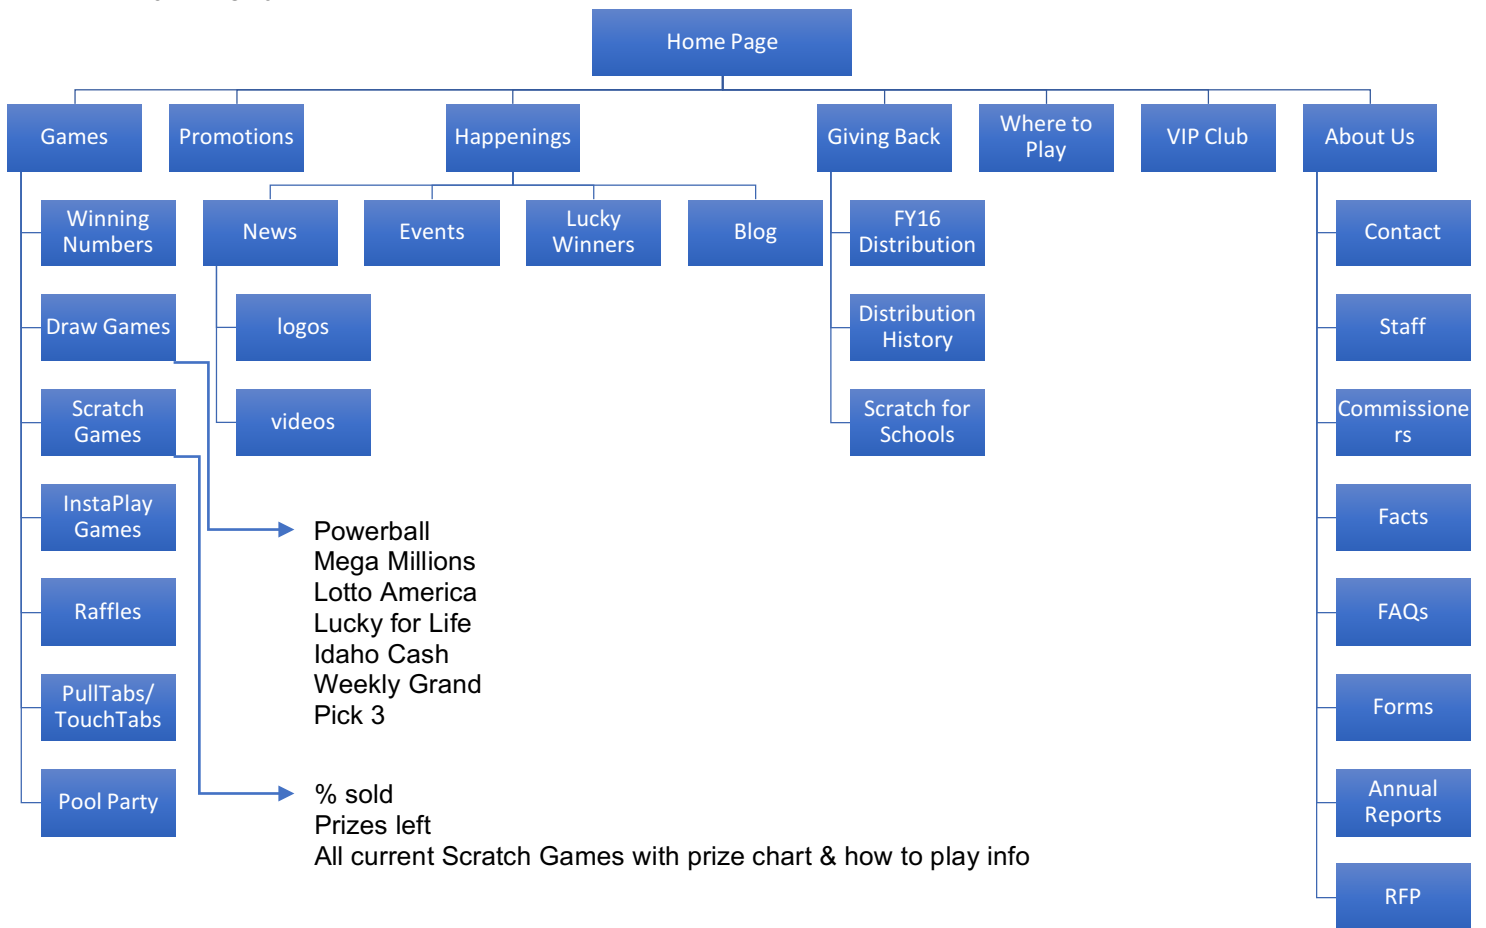 Home Page
Games
Promotions
Happenings
Giving Back
Where to
Play
VIP Club
About Us
Winning
Numbers
Draw Games
Scratch
Games
InstaPlay
Games
Raffles
PullTabs/
TouchTabs
Pool Party
News
logos
videos
Events
Lucky
Winners
Blog
FY16
Distribution
Distribution
History
Scratch for
Schools
Contact
Staff
Commissione
rs
Facts
FAQs
Forms
Annual
Reports
RFP
Powerball
Mega Millions
Lotto America
Lucky for Life
Idaho Cash
Weekly Grand
Pick 3
% sold
Prizes left
All current Scratch Games with prize chart & how to play info